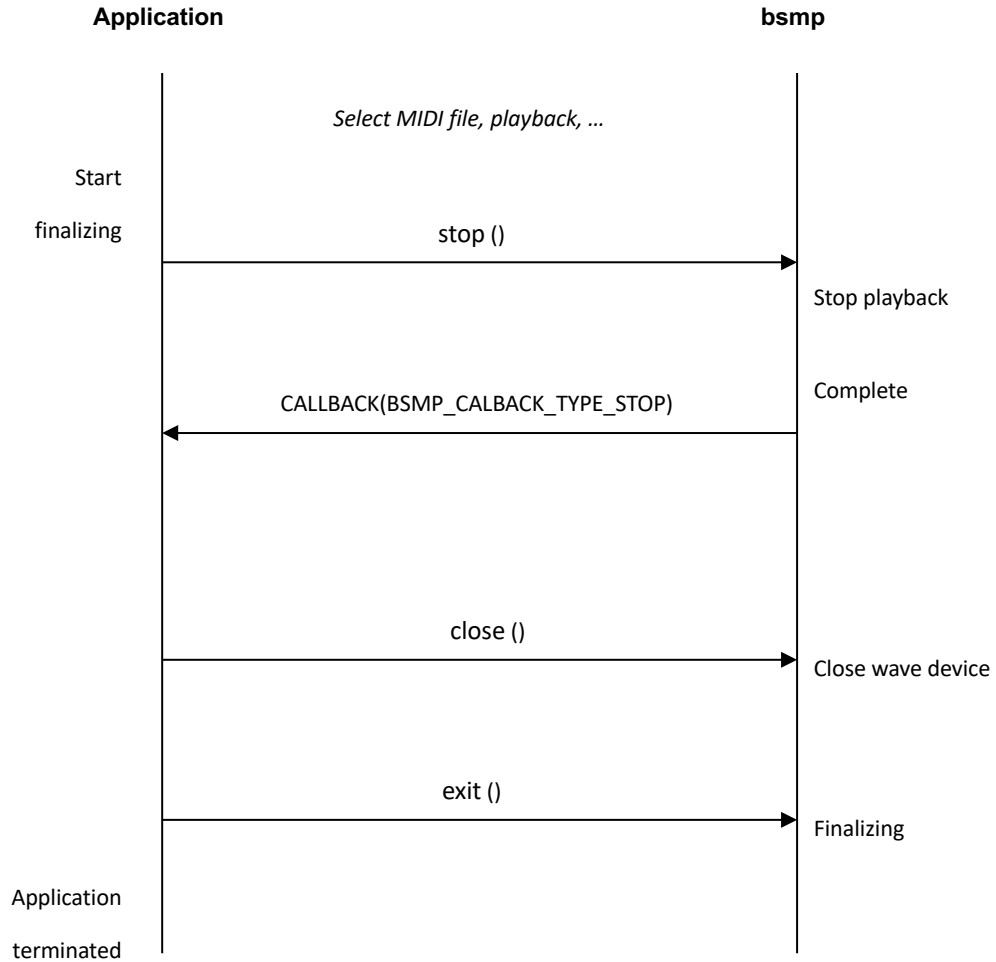 Application
bsmp
Select MIDI file, playback, …
Start
finalizing
stop ()
Stop playback
Complete
CALLBACK(BSMP_CALBACK_TYPE_STOP)
close ()
Close wave device
exit ()
Finalizing
Application
terminated